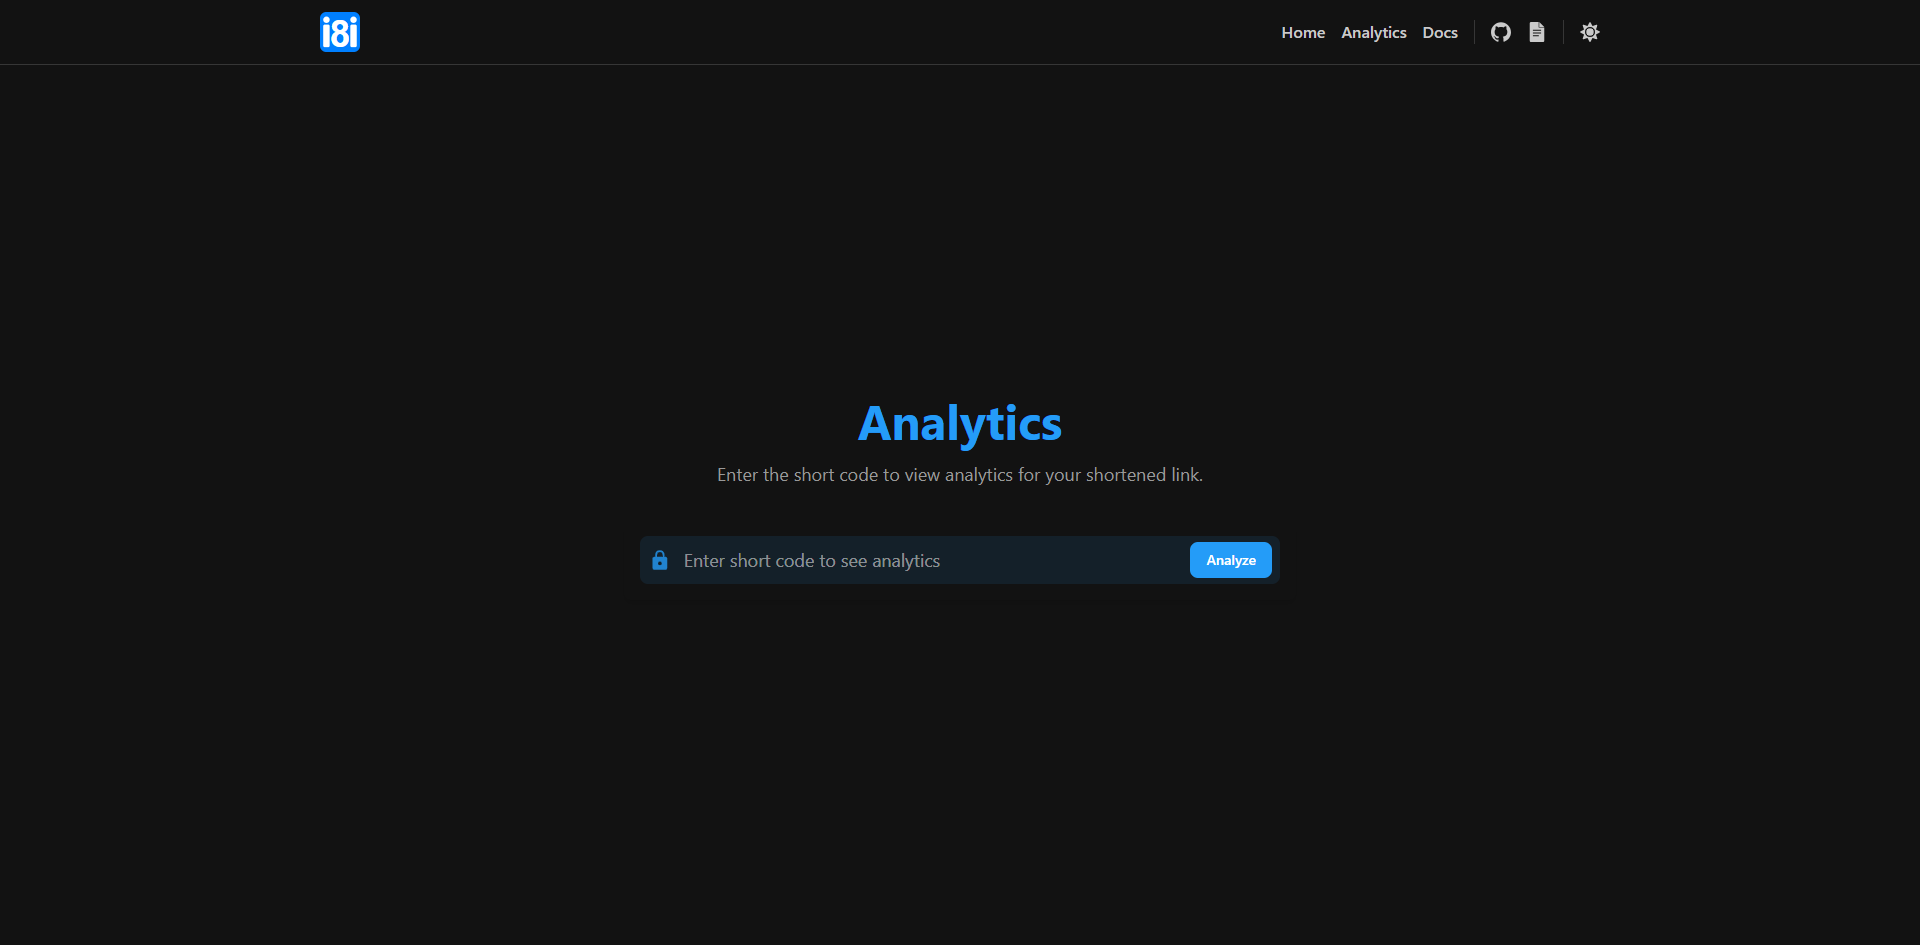 i8i
Home Analytics Docs
Analytics
Enter the short code to view analytics for your shortened link.
Enter short code to see analytics
Analyze